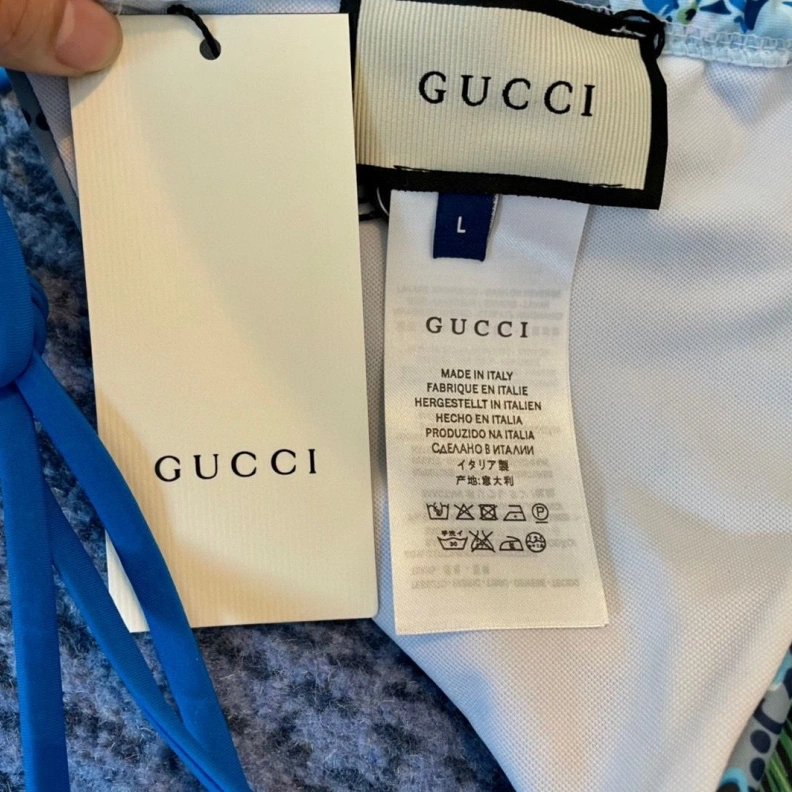 GUCCI
L
GUCCI
MADE IN ITALY
FABRIQUE EN ITALIE
HERGESTELLT IN ITALIEN
HECHO EN ITALIA
PRODUZIDO NA ITALIA
СДЕЛАНО В ИТАЛИИ
イタリア製
产地:意大利
GUCCI